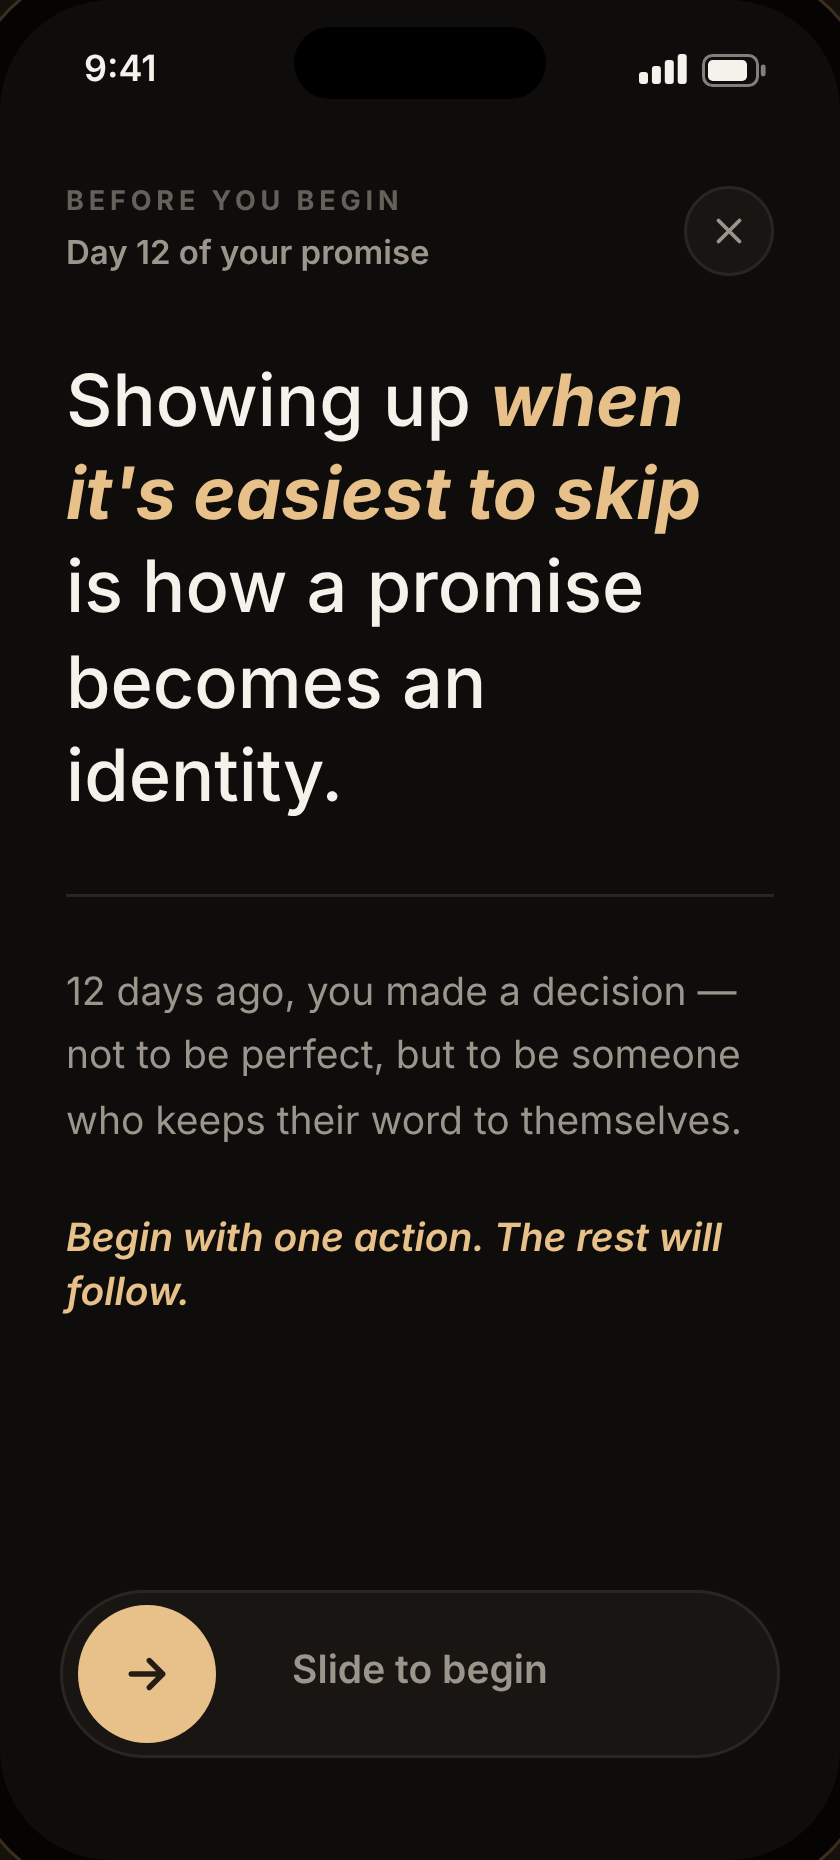 9:41
BEFORE YOU BEGIN
Day 12 of your promise
Showing up when
it's easiest to skip
is how a promise
becomes an
identity.
12 days ago, you made a decision —
not to be perfect, but to be someone
who keeps their word to themselves.
Begin with one action. The rest will
follow.
Slide to begin